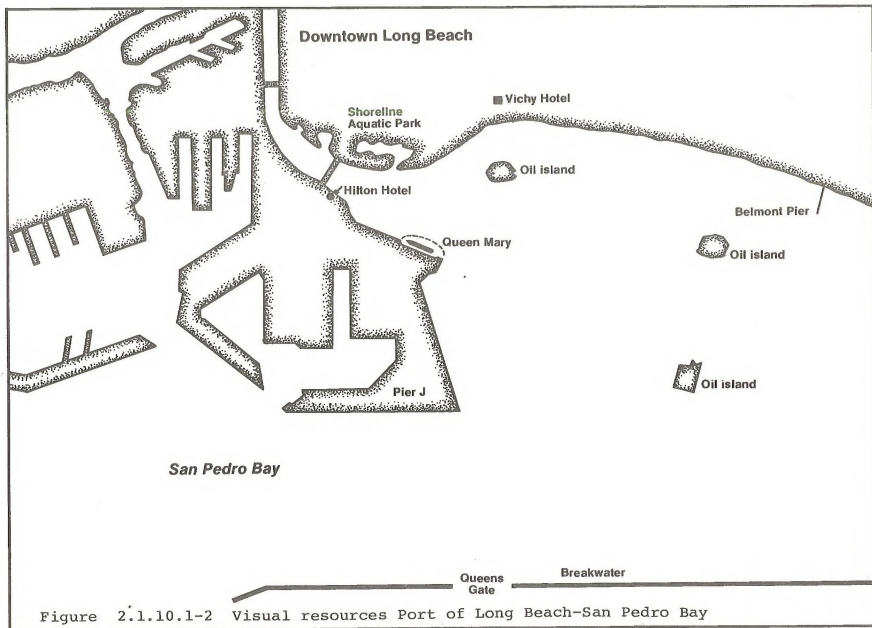 Downtown Long Beach
Vichy Hotel
Shoreline
Aquatic Park
Oil island
Hilton Hotel
Belmont Pier
Queen Mary
Oil island
Oil island
Pier J
San Pedro Bay
Queens
Gate
Breakwater
Figure 2.1.10.1-2 Visual resources Port of Long Beach-San Pedro Bay